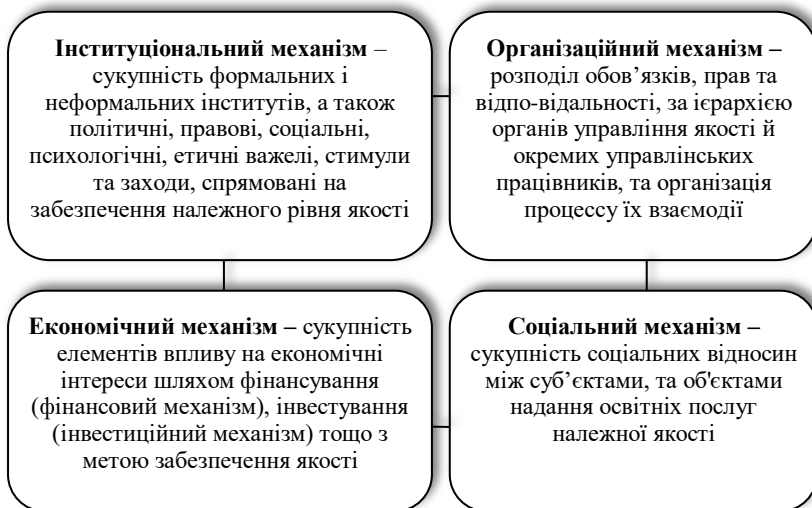 Інституціональний механізм –
сукупність формальних і
неформальних інститутів, а також
політичні, правові, соціальні,
психологічні, етичні важелі, стимули
та заходи, спрямовані на
забезпечення належного рівня якості
Організаційний механізм –
розподіл обов’язків, прав та
відпо-відальності, за ієрархією
органів управління якості й
окремих управлінських
працівників, та організація
процессу їх взаємодії
Економічний механізм – сукупність
елементів впливу на економічні
інтереси шляхом фінансування
(фінансовий механізм), інвестування
(інвестиційний механізм) тощо з
метою забезпечення якості
Соціальний механізм –
сукупність соціальних відносин
між суб’єктами, та об'єктами
надання освітніх послуг
належної якості